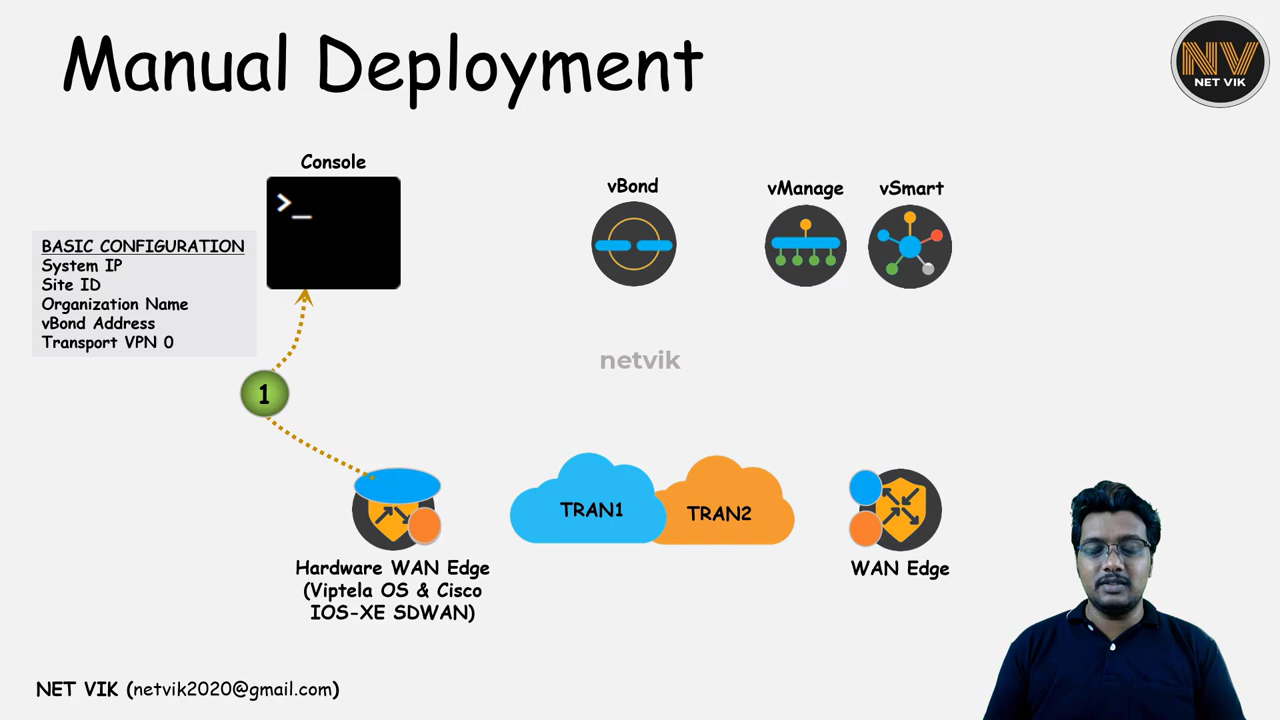 Manual Deployment
NV
NET VIK
Console
>_
vBond
vManage
vSmart
BASIC CONFIGURATION
System IP
Site ID
Organization Name
vBond Address
Transport VPN 0
netvik
1
TRAN1
TRAN2
Hardware WAN Edge
(Viptela OS & Cisco
IOS-XE SDWAN)
WAN Edge
NET VIK (netvik2020@gmail.com)